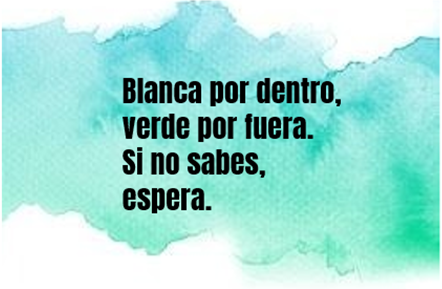 Blanca por dentro,
verde por fuera.
Si no sabes,
espera.